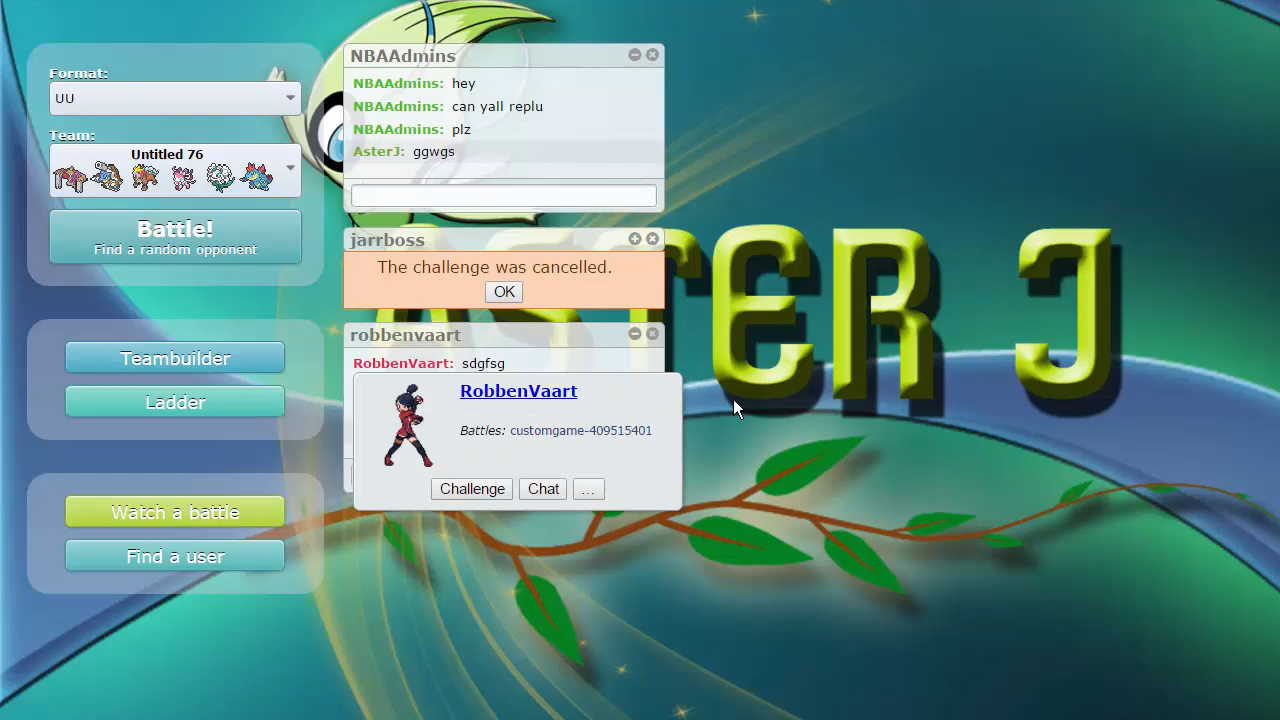 Format:
UU
Team:
Untitled 76
Battle!
Find a random opponent
Teambuilder
Ladder
Watch a battle
Find a user
NBAAdmins
NBAAdmins: hey
NBAAdmins: can yall replu
NBAAdmins: plz
AsterJ: ggwgs
jarrboss
The challenge was cancelled.
OK
robbenvaart
RobbenVaart: sdgfsg
RobbenVaart
Battles: customgame-409515401
Challenge
Chat
...
ASTER J